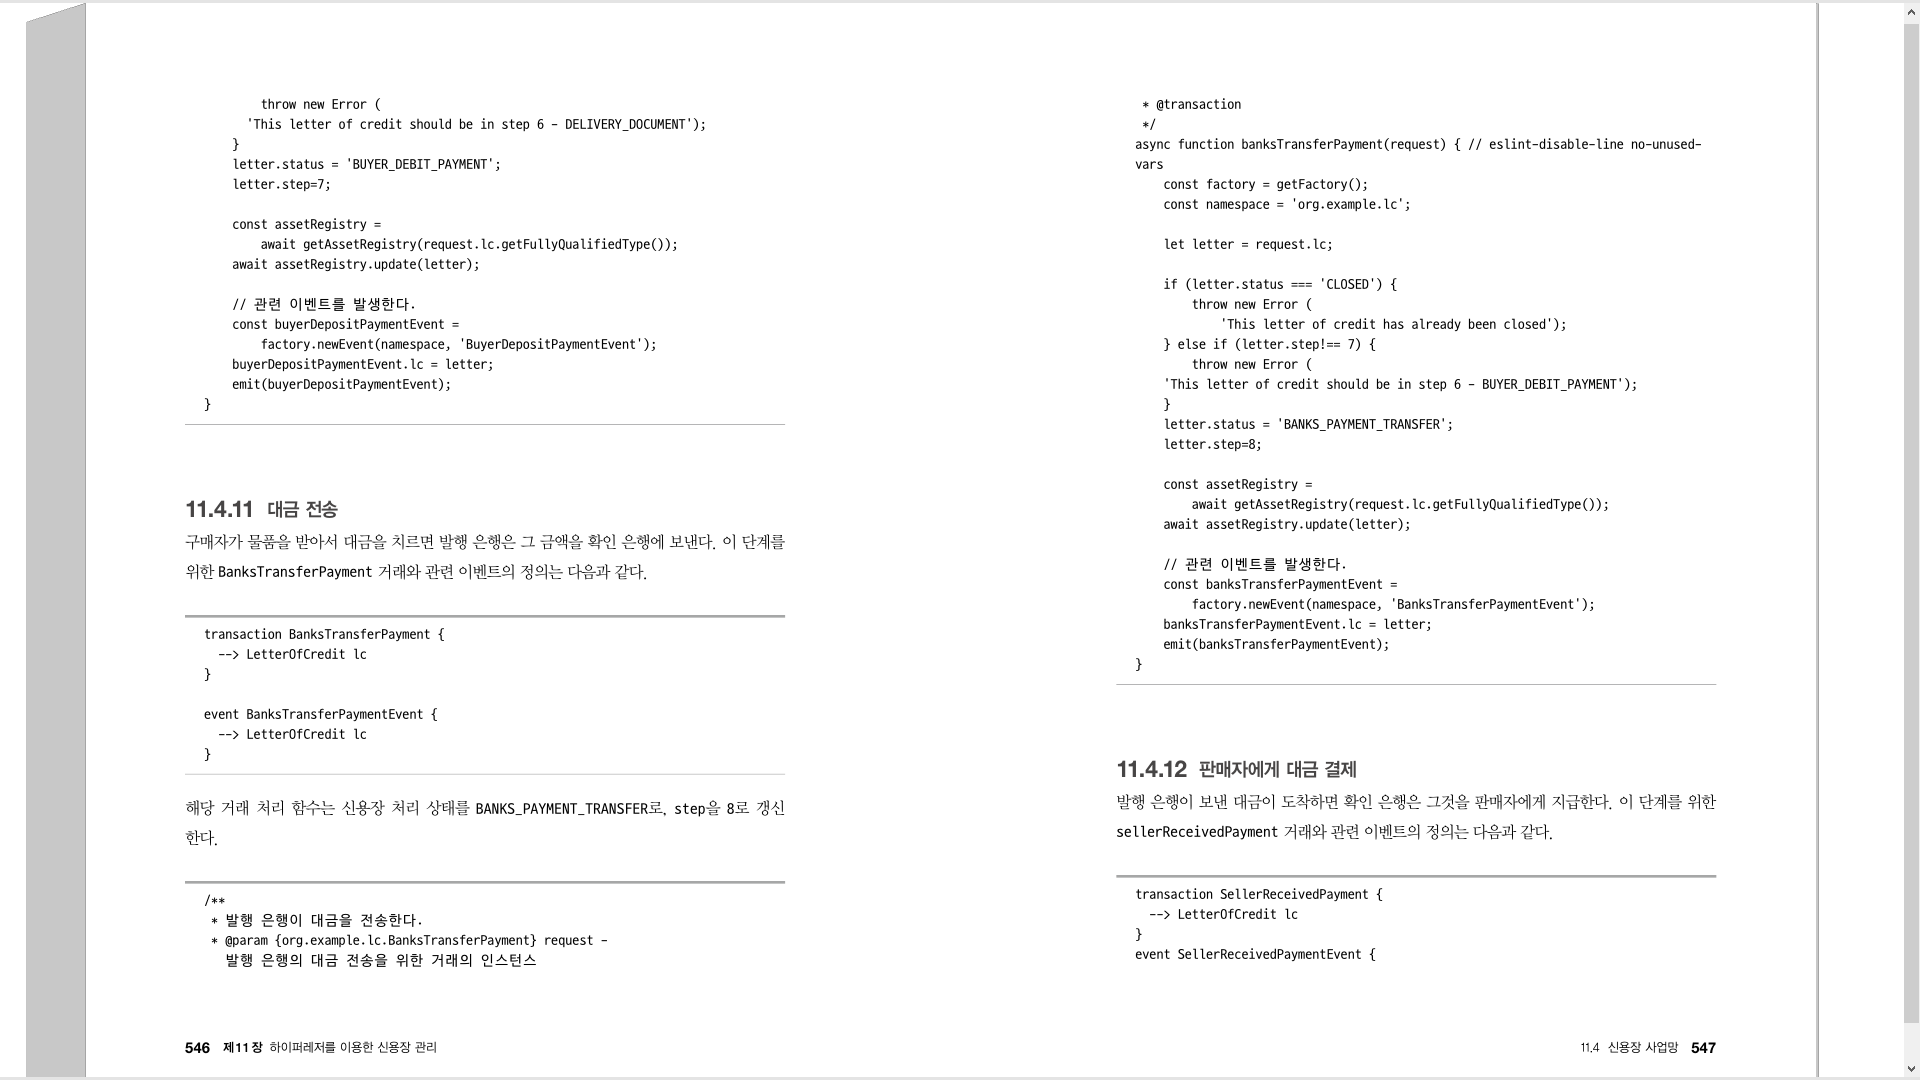 throw new Error (
'This letter of credit should be in step 6 - DELIVERY_DOCUMENT');
}
letter.status = 'BUYER_DEBIT_PAYMENT';
letter.step=7;
const assetRegistry =
await getAssetRegistry(request.lc.getFullyQualifiedType());
await assetRegistry.update(letter);
// 관련 이벤트를 발생한다.
const buyerDepositPaymentEvent =
factory.newEvent(namespace, 'BuyerDepositPaymentEvent');
buyerDepositPaymentEvent.lc = letter;
emit(buyerDepositPaymentEvent);
}
11.4.11 대금 전송
구매자가 물품을 받아서 대금을 치르면 발행 은행은 그 금액을 확인 은행에 보낸다. 이 단계를
위한 BanksTransferPayment 거래와 관련 이벤트의 정의는 다음과 같다.
transaction BanksTransferPayment {
--> LetterOfCredit lc
}
event BanksTransferPaymentEvent {
--> LetterOfCredit lc
}
해당 거래 처리 함수는 신용장 처리 상태를 BANKS_PAYMENT_TRANSFER로, step을 8로 갱신
한다.
/**
* 발행 은행이 대금을 전송한다.
* @param {org.example.lc.BanksTransferPayment} request -
발행 은행의 대금 전송을 위한 거래의 인스턴스
546 제11장 하이퍼레저를 이용한 신용장 관리
* @transaction
*/
async function banksTransferPayment(request) { // eslint-disable-line no-unused-
vars
const factory = getFactory();
const namespace = 'org.example.lc';
let letter = request.lc;
if (letter.status === 'CLOSED') {
throw new Error (
'This letter of credit has already been closed');
} else if (letter.step!== 7) {
throw new Error (
'This letter of credit should be in step 6 - BUYER_DEBIT_PAYMENT');
}
letter.status = 'BANKS_PAYMENT_TRANSFER';
letter.step=8;
const assetRegistry =
await getAssetRegistry(request.lc.getFullyQualifiedType());
await assetRegistry.update(letter);
// 관련 이벤트를 발생한다.
const banksTransferPaymentEvent =
factory.newEvent(namespace, 'BanksTransferPaymentEvent');
banksTransferPaymentEvent.lc = letter;
emit(banksTransferPaymentEvent);
}
11.4.12 판매자에게 대금 결제
발행 은행이 보낸 대금이 도착하면 확인 은행은 그것을 판매자에게 지급한다. 이 단계를 위한
sellerReceivedPayment 거래와 관련 이벤트의 정의는 다음과 같다.
transaction SellerReceivedPayment {
--> LetterOfCredit lc
}
event SellerReceivedPaymentEvent {
11.4 신용장 사업망 547